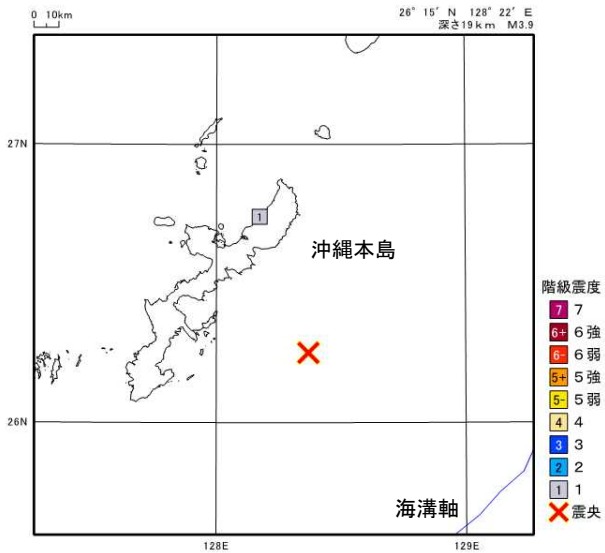 0 10km
26° 15′ N 128° 22′ E
深さ19km M3.9
27N
1
沖縄本島
26N
海溝軸
128E
129E
階級震度
7 7
6+ 6強
6- 6弱
5+ 5強
5- 5弱
4 4
3 3
2 2
1 1
震央